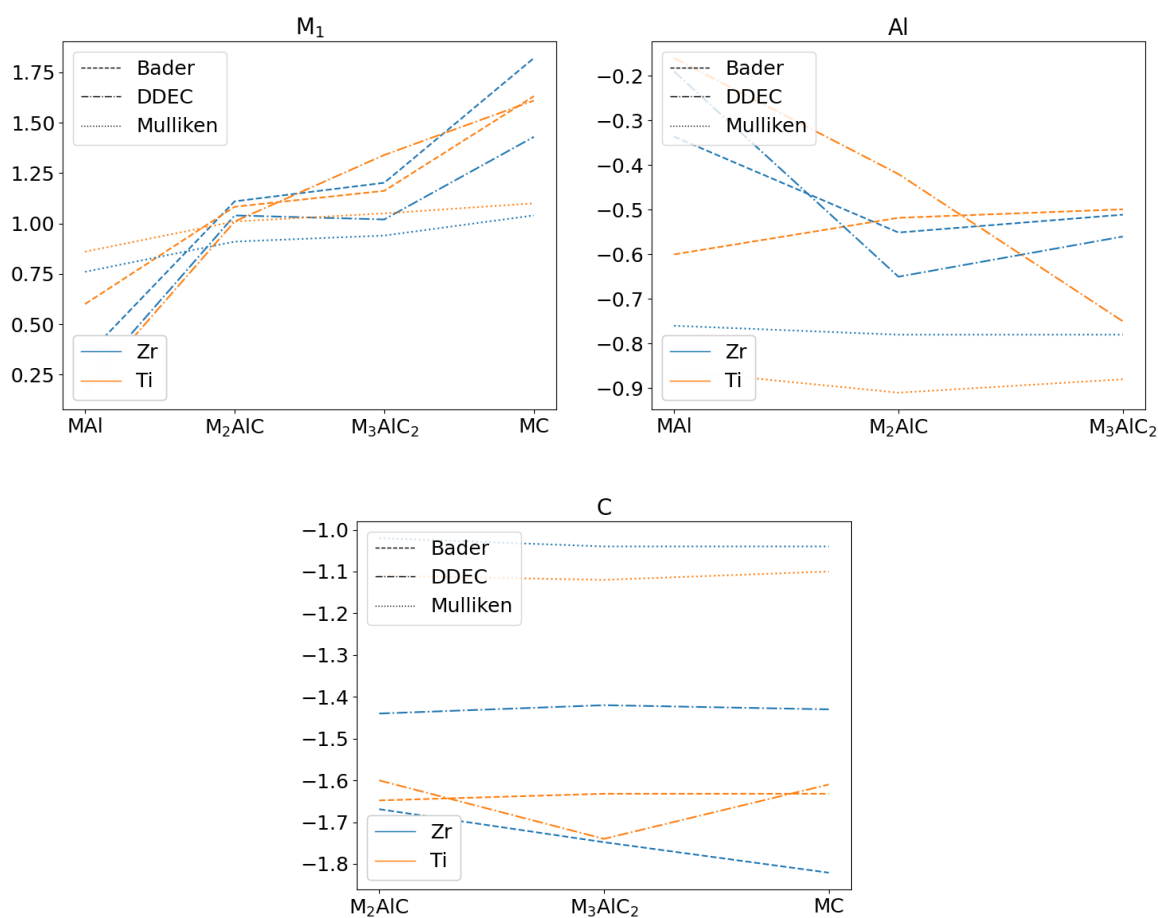 M₁
Al
1.75
1.50
1.25
1.00
0.75
0.50
0.25
Bader
DDEC
Mulliken
Zr
Ti
MAl
M₂AlC
M₃AlC₂
MC
−0.2
−0.3
−0.4
−0.5
−0.6
−0.7
−0.8
−0.9
Bader
DDEC
Mulliken
Zr
Ti
MAl
M₂AlC
M₃AlC₂
C
−1.0
−1.1
−1.2
−1.3
−1.4
−1.5
−1.6
−1.7
−1.8
Bader
DDEC
Mulliken
Zr
Ti
M₂AlC
M₃AlC₂
MC